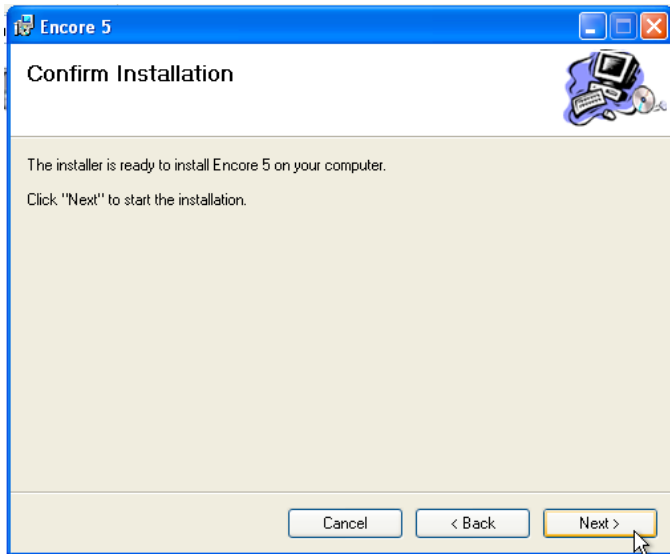 Encore 5
Confirm Installation
The installer is ready to install Encore 5 on your computer.
Click "Next" to start the installation.
Cancel
< Back
Next >